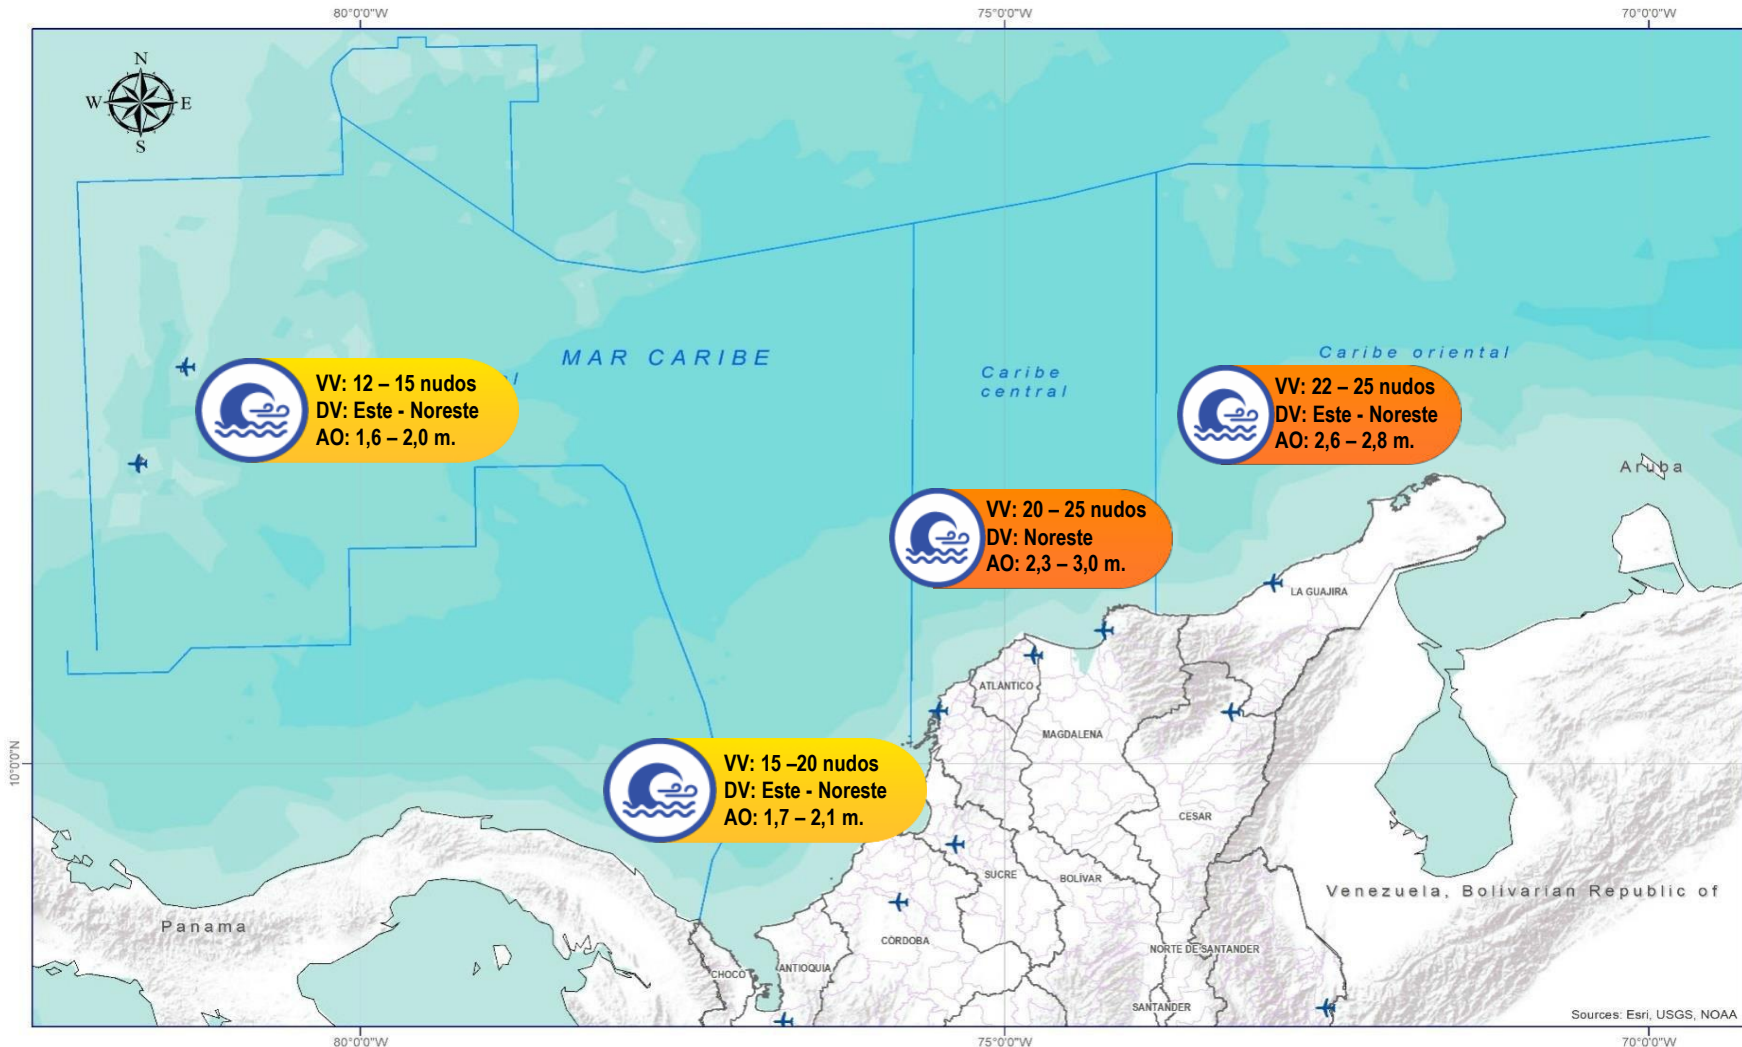 80°0'0"W
75°0'0"W
70°0'0"W
N
W
E
S
MAR CARIBE
Caribe oriental
Caribe
central
VV: 12 – 15 nudos
DV: Este - Noreste
AO: 1,6 – 2,0 m.
VV: 22 – 25 nudos
DV: Este - Noreste
AO: 2,6 – 2,8 m.
Aruba
VV: 20 – 25 nudos
DV: Noreste
AO: 2,3 – 3,0 m.
LA GUAJIRA
ATLÁNTICO
MAGDALENA
10°0'0"N
VV: 15 –20 nudos
DV: Este - Noreste
AO: 1,7 – 2,1 m.
CESAR
SUCRE
BOLÍVAR
Venezuela, Bolivarian Republic of
Panama
CÓRDOBA
NORTE DE SANTANDER
CHOCO
ANTIOQUIA
SANTANDER
Sources: Esri, USGS, NOAA
80°0'0"W
75°0'0"W
70°0'0"W